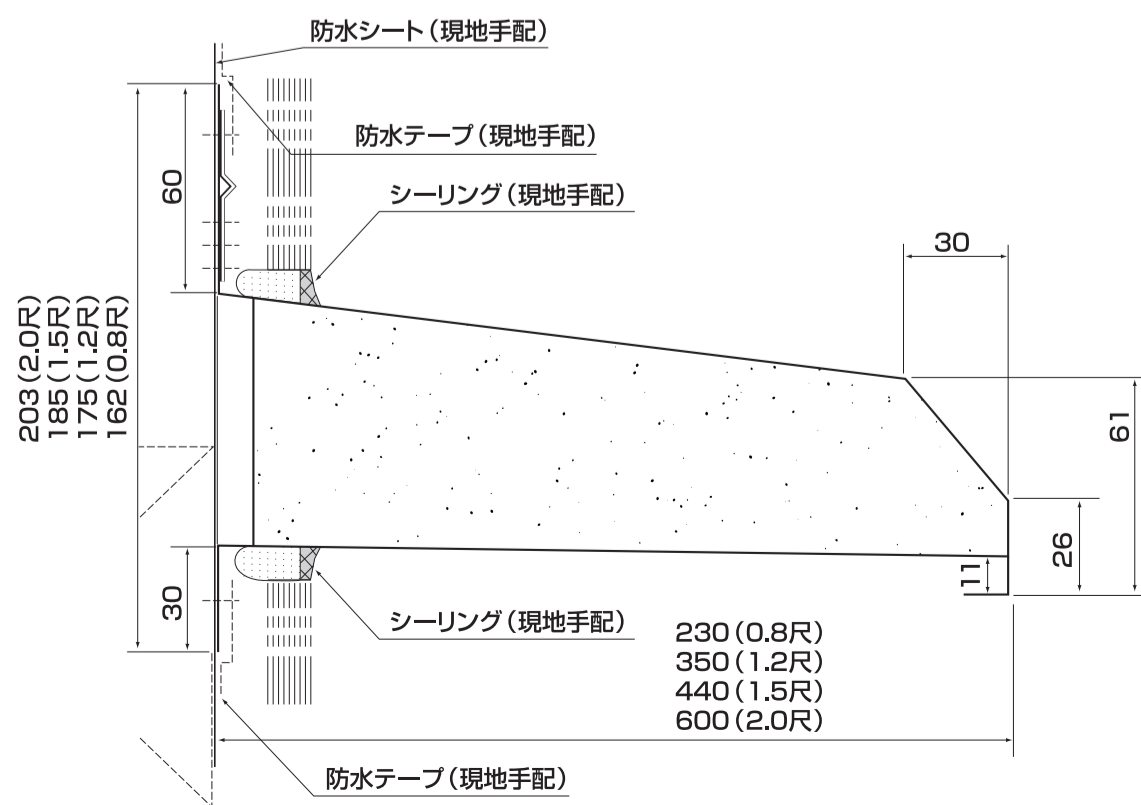 防水シート(現地手配)
防水テープ(現地手配)
シーリング(現地手配)
60
30
203(2.0尺)
185(1.5尺)
175(1.2尺)
162(0.8尺)
61
26
11
30
シーリング(現地手配)
230(0.8尺)
350(1.2尺)
440(1.5尺)
600(2.0尺)
防水テープ(現地手配)